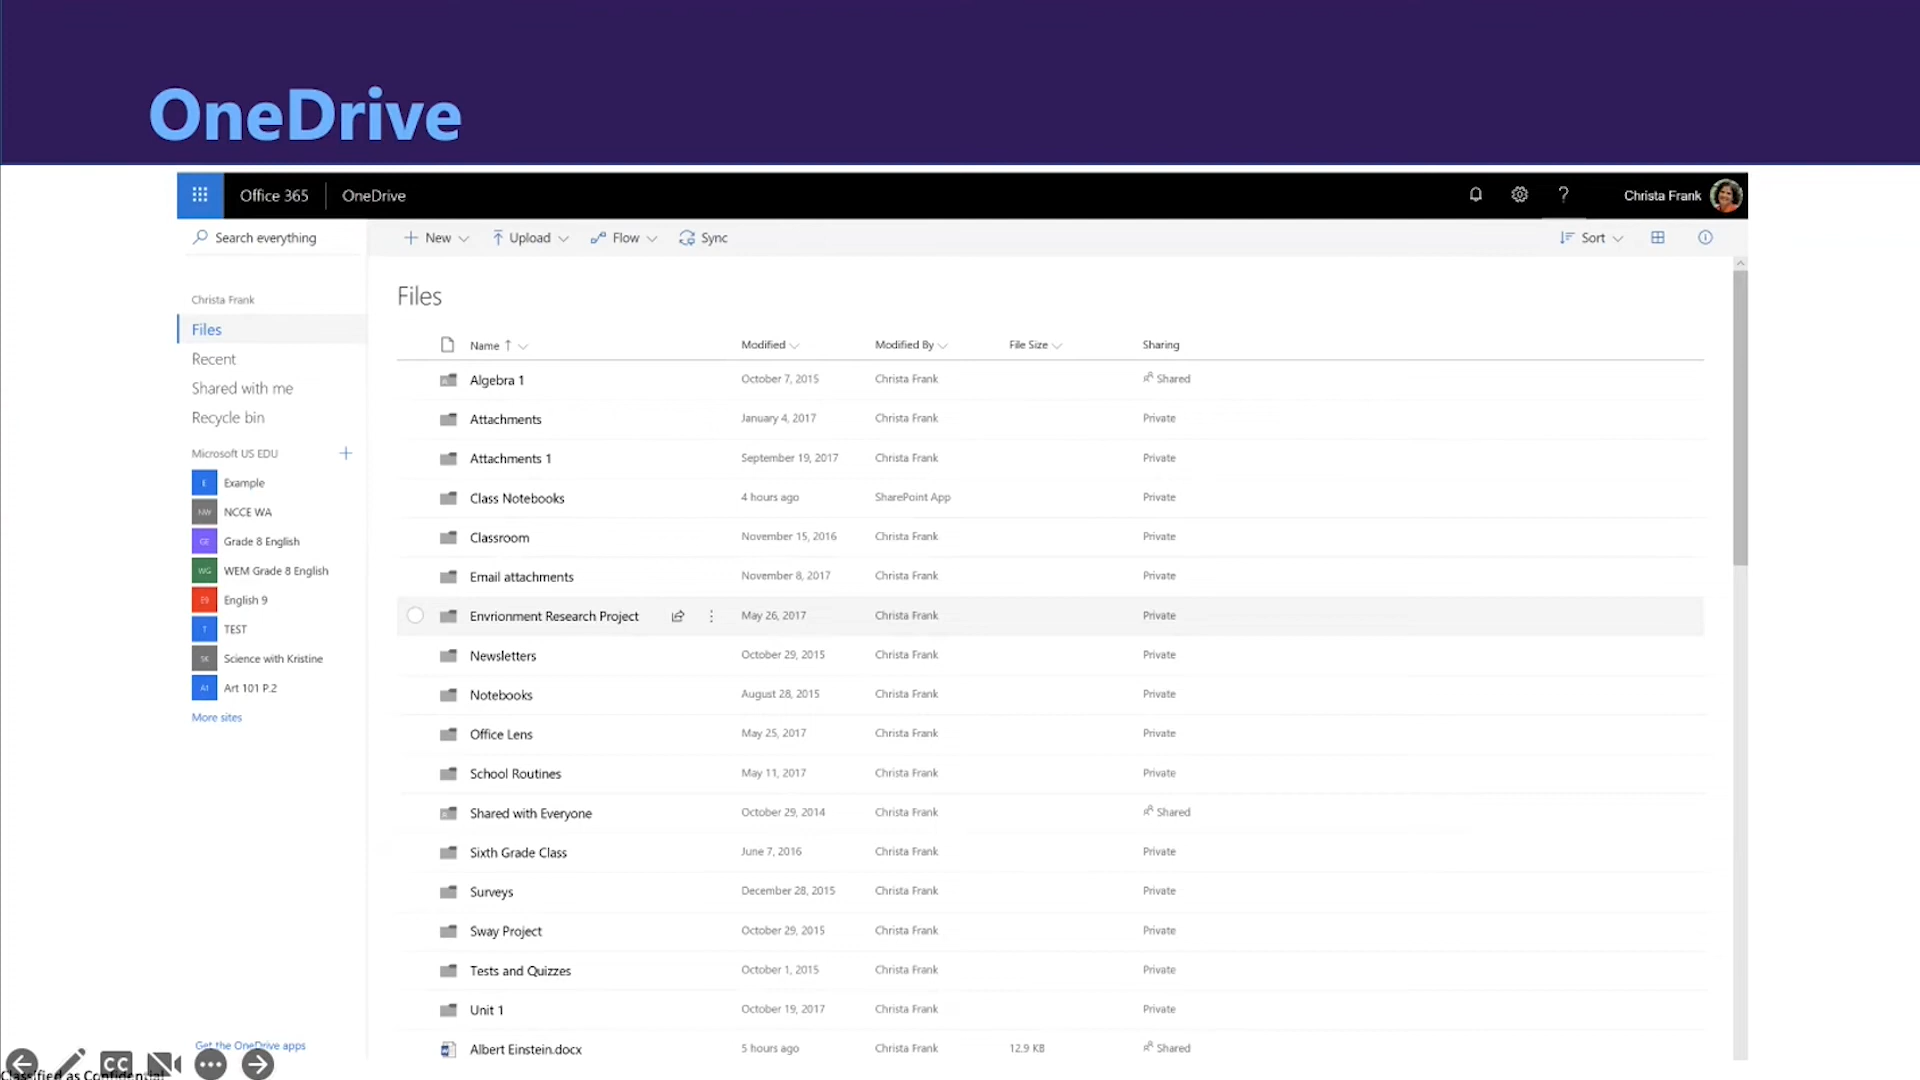 OneDrive
Office 365 OneDrive Christa Frank
Search everything New Upload Flow Sync Sort
Christa Frank
Files
Recent
Shared with me
Recycle bin
Microsoft US EDU
E Example
NW NCCE WA
GE Grade 8 English
WG WEM Grade 8 English
E9 English 9
T TEST
SK Science with Kristine
A1 Art 101 P.2
More sites
Get the OneDrive apps
Files
Name Modified Modified By File Size Sharing
Algebra 1 October 7, 2015 Christa Frank Shared
Attachments January 4, 2017 Christa Frank Private
Attachments 1 September 19, 2017 Christa Frank Private
Class Notebooks 4 hours ago SharePoint App Private
Classroom November 15, 2016 Christa Frank Private
Email attachments November 8, 2017 Christa Frank Private
Envrionment Research Project May 26, 2017 Christa Frank Private
Newsletters October 29, 2015 Christa Frank Private
Notebooks August 28, 2015 Christa Frank Private
Office Lens May 25, 2017 Christa Frank Private
School Routines May 11, 2017 Christa Frank Private
Shared with Everyone October 29, 2014 Christa Frank Shared
Sixth Grade Class June 7, 2016 Christa Frank Private
Surveys December 28, 2015 Christa Frank Private
Sway Project October 29, 2015 Christa Frank Private
Tests and Quizzes October 1, 2015 Christa Frank Private
Unit 1 October 19, 2017 Christa Frank Private
Albert Einstein.docx 5 hours ago Christa Frank 12.9 KB Shared
CC
Classified as Confidential